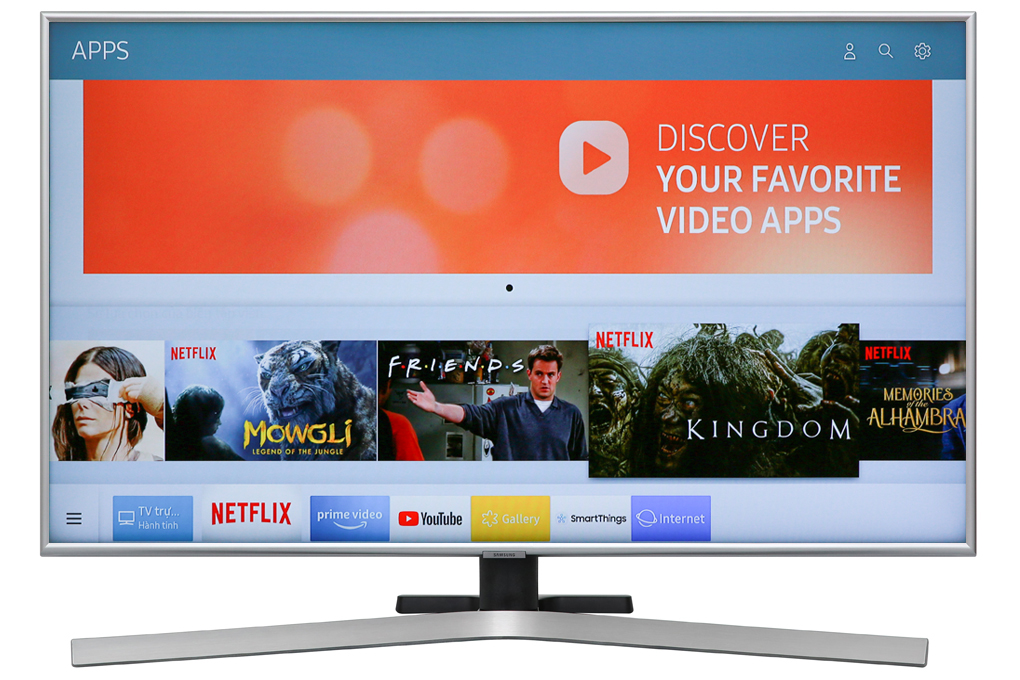 APPS
DISCOVER
YOUR FAVORITE
VIDEO APPS
NETFLIX
MOWGLI
LEGEND OF THE JUNGLE
F·R·I·E·N·D·S
NETFLIX
KINGDOM
NETFLIX
MEMORIES
of the
ALHAMBRA
TV trự...
Hành tinh
NETFLIX
prime video
YouTube
Gallery
SmartThings
Internet
SAMSUNG